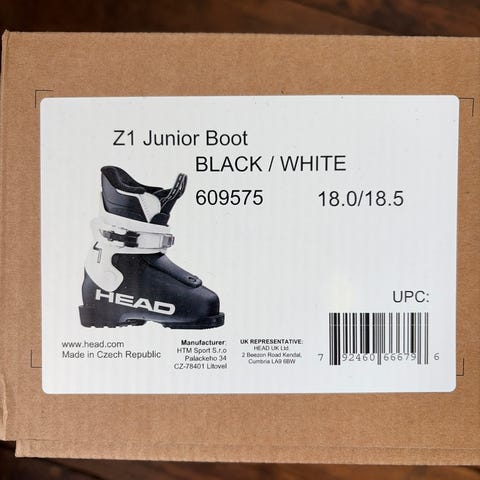 Z1 Junior Boot
BLACK / WHITE
609575 18.0/18.5
HEAD
UPC:
www.head.com
Made in Czech Republic
Manufacturer:
HTM Sport S.r.o
Palackeho 34
CZ-78401 Litovel
UK REPRESENTATIVE:
HEAD UK Ltd.
2 Beezon Road Kendal,
Cumbria LA9 6BW
7 92460 66679 6